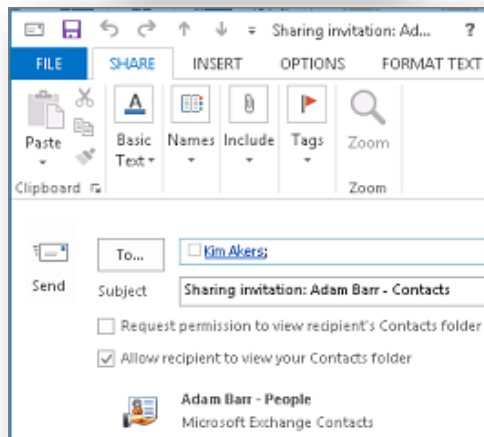 Sharing invitation: Ad... ?
FILE SHARE INSERT OPTIONS FORMAT TEXT
Paste Basic Text Names Include Tags Zoom
Clipboard Zoom
To... Kim Akers;
Send
Subject Sharing invitation: Adam Barr - Contacts
Request permission to view recipient's Contacts folder
Allow recipient to view your Contacts folder
Adam Barr - People
Microsoft Exchange Contacts